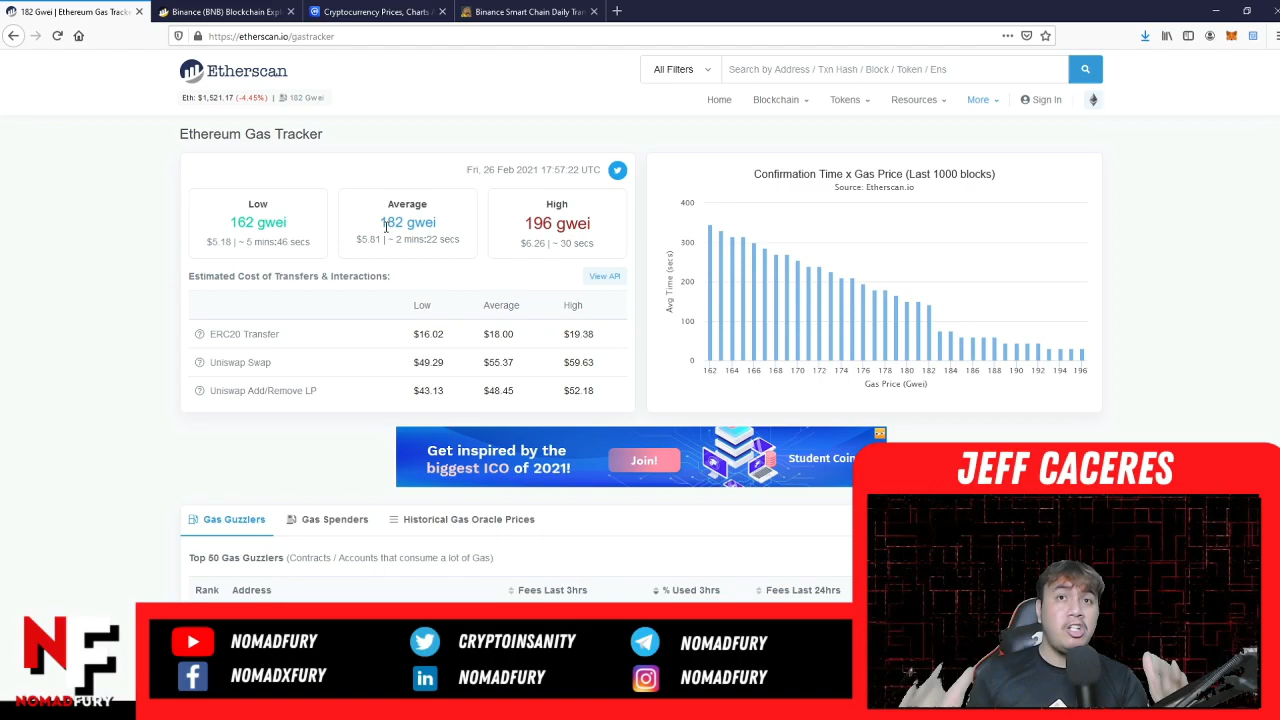 182 Gwei | Ethereum Gas Track
Binance (BNB) Blockchain Expl
Cryptocurrency Prices, Charts A
Binance Smart Chain Daily Tran
https://etherscan.io/gastracker
Etherscan
All Filters
Search by Address / Txn Hash / Block / Token / Ens
Eth: $1,521.17 (-4.45%) | 182 Gwei
Home Blockchain Tokens Resources More Sign In
Ethereum Gas Tracker
Fri, 26 Feb 2021 17:57:22 UTC
Low
162 gwei
$5.18 | ~ 5 mins:46 secs
Average
182 gwei
$5.81 | ~ 2 mins:22 secs
High
196 gwei
$6.26 | ~ 30 secs
Estimated Cost of Transfers & Interactions:
View API
Low Average High
ERC20 Transfer $16.02 $18.00 $19.38
Uniswap Swap $49.29 $55.37 $59.63
Uniswap Add/Remove LP $43.13 $48.45 $52.18
Confirmation Time x Gas Price (Last 1000 blocks)
Source: Etherscan.io
Avg Time (secs)
400
300
200
100
0
162 164 166 168 170 172 174 176 178 180 182 184 186 188 190 192 194 196
Gas Price (Gwei)
Get inspired by the
biggest ICO of 2021!
Join!
Student Coin
Gas Guzzlers Gas Spenders Historical Gas Oracle Prices
Top 50 Gas Guzzlers (Contracts / Accounts that consume a lot of Gas)
Rank Address Fees Last 3hrs % Used 3hrs Fees Last 24hrs
JEFF CACERES
NF
NOMADFURY
NOMADFURY
CRYPTOINSANITY
NOMADFURY
NOMADXFURY
NOMADFURY
NOMADFURY